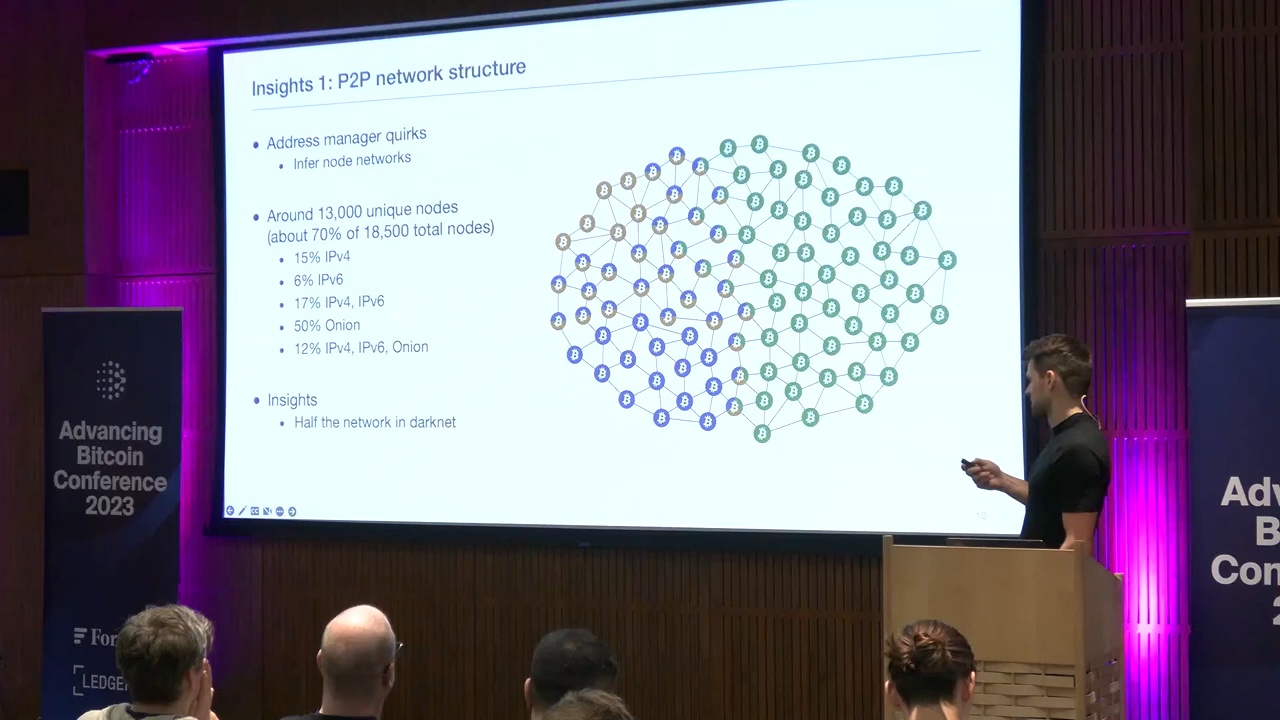 Insights 1: P2P network structure
Address manager quirks
Infer node networks
Around 13,000 unique nodes
(about 70% of 18,500 total nodes)
15% IPv4
6% IPv6
17% IPv4, IPv6
50% Onion
12% IPv4, IPv6, Onion
Insights
Half the network in darknet
Advancing
Bitcoin
Conference
2023
For
LEDGE
Adv
B
Con
2